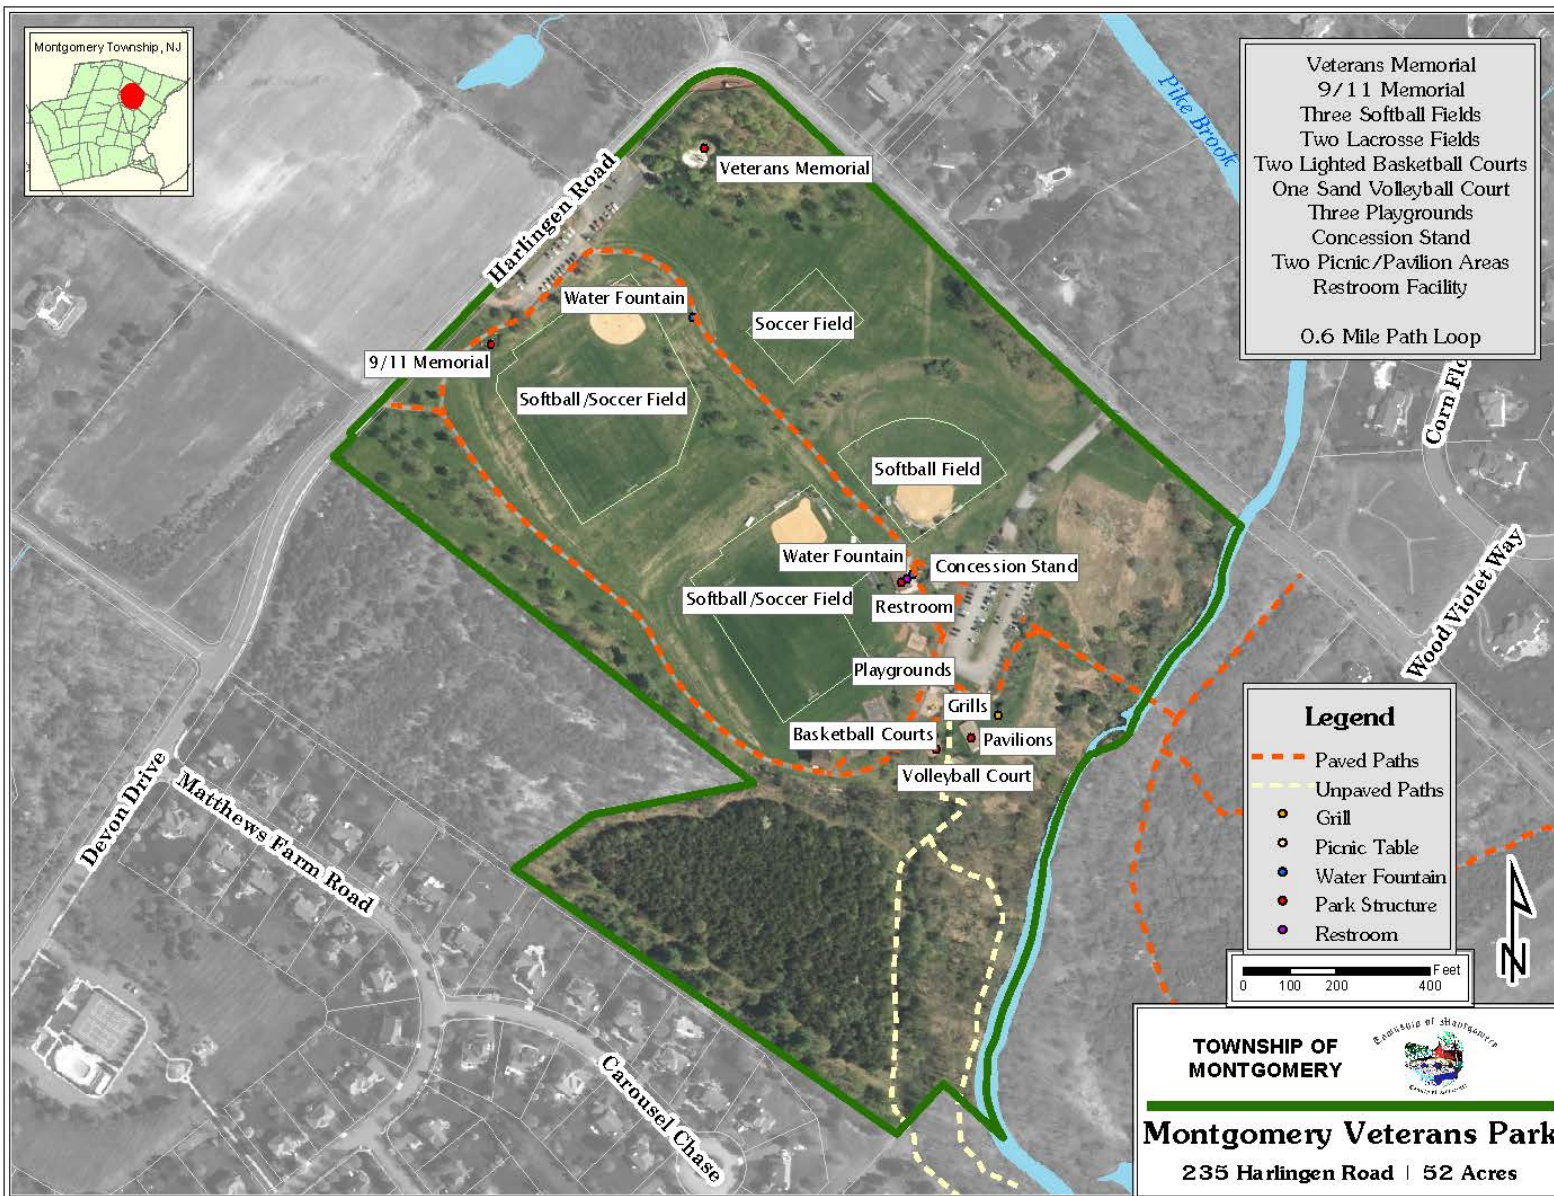 Montgomery Township, NJ
Veterans Memorial
9/11 Memorial
Three Softball Fields
Two Lacrosse Fields
Two Lighted Basketball Courts
One Sand Volleyball Court
Three Playgrounds
Concession Stand
Two Picnic/Pavilion Areas
Restroom Facility
0.6 Mile Path Loop
Pike Brook
Harlingen Road
Veterans Memorial
Water Fountain
Soccer Field
9/11 Memorial
Softball/Soccer Field
Softball Field
Corn Flo
Water Fountain
Concession Stand
Softball/Soccer Field
Restroom
Wood Violet Way
Playgrounds
Grills
Basketball Courts
Pavilions
Volleyball Court
Devon Drive
Matthews Farm Road
Carousel Chase
Legend
Paved Paths
Unpaved Paths
Grill
Picnic Table
Water Fountain
Park Structure
Restroom
N
Feet
0 100 200 400
TOWNSHIP OF
MONTGOMERY
Township of Montgomery
Montgomery Veterans Park
235 Harlingen Road | 52 Acres